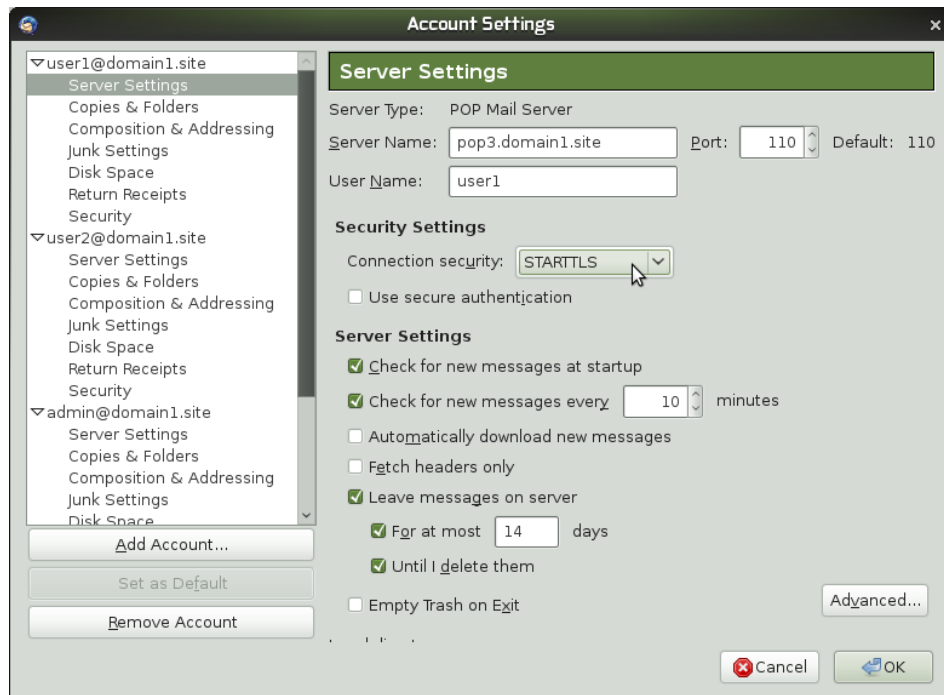 Account Settings
user1@domain1.site
Server Settings
Copies & Folders
Composition & Addressing
Junk Settings
Disk Space
Return Receipts
Security
user2@domain1.site
Server Settings
Copies & Folders
Composition & Addressing
Junk Settings
Disk Space
Return Receipts
Security
admin@domain1.site
Server Settings
Copies & Folders
Composition & Addressing
Junk Settings
Disk Space
Add Account...
Set as Default
Remove Account
Server Settings
Server Type: POP Mail Server
Server Name: pop3.domain1.site Port: 110 Default: 110
User Name: user1
Security Settings
Connection security: STARTTLS
Use secure authentication
Server Settings
Check for new messages at startup
Check for new messages every 10 minutes
Automatically download new messages
Fetch headers only
Leave messages on server
For at most 14 days
Until I delete them
Empty Trash on Exit
Advanced...
Cancel OK